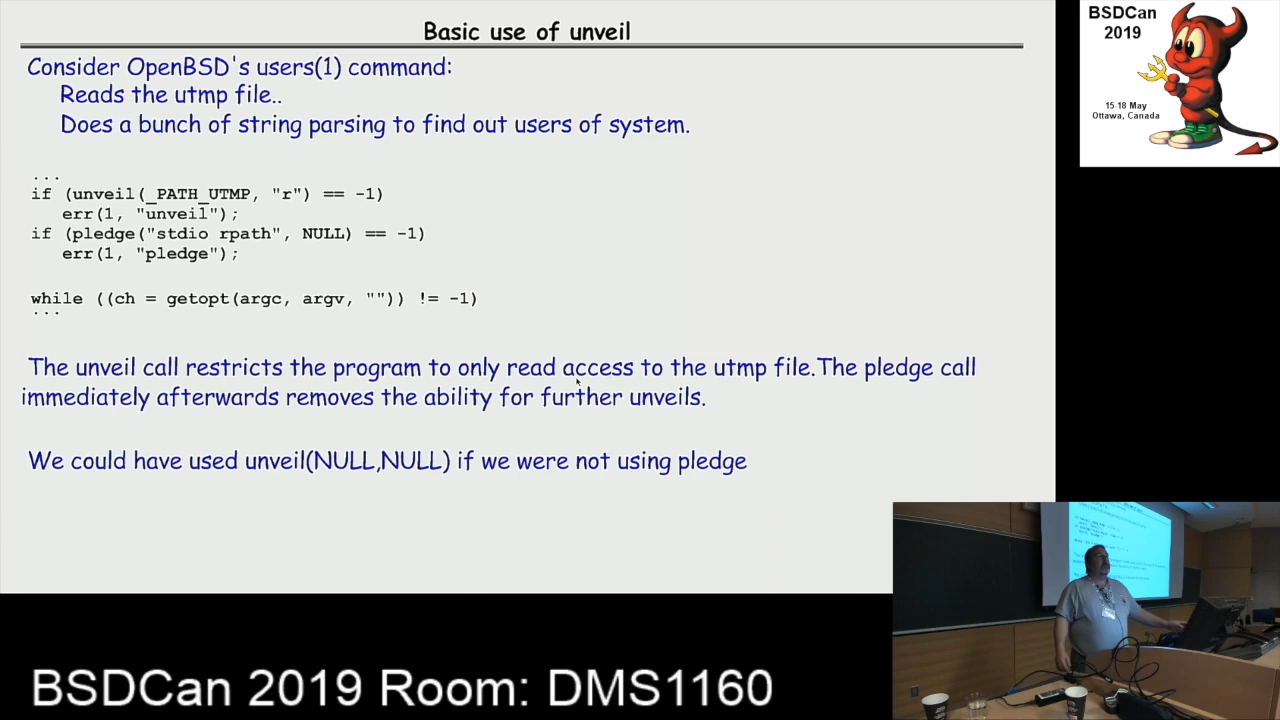 Basic use of unveil
Consider OpenBSD's users(1) command:
Reads the utmp file..
Does a bunch of string parsing to find out users of system.
...
if (unveil(_PATH_UTMP, "r") == -1)
err(1, "unveil");
if (pledge("stdio rpath", NULL) == -1)
err(1, "pledge");
while ((ch = getopt(argc, argv, "")) != -1)
...
The unveil call restricts the program to only read access to the utmp file.The pledge call
immediately afterwards removes the ability for further unveils.
We could have used unveil(NULL,NULL) if we were not using pledge
BSDCan
2019
15-18 May
Ottawa, Canada
BSDCan 2019 Room: DMS1160